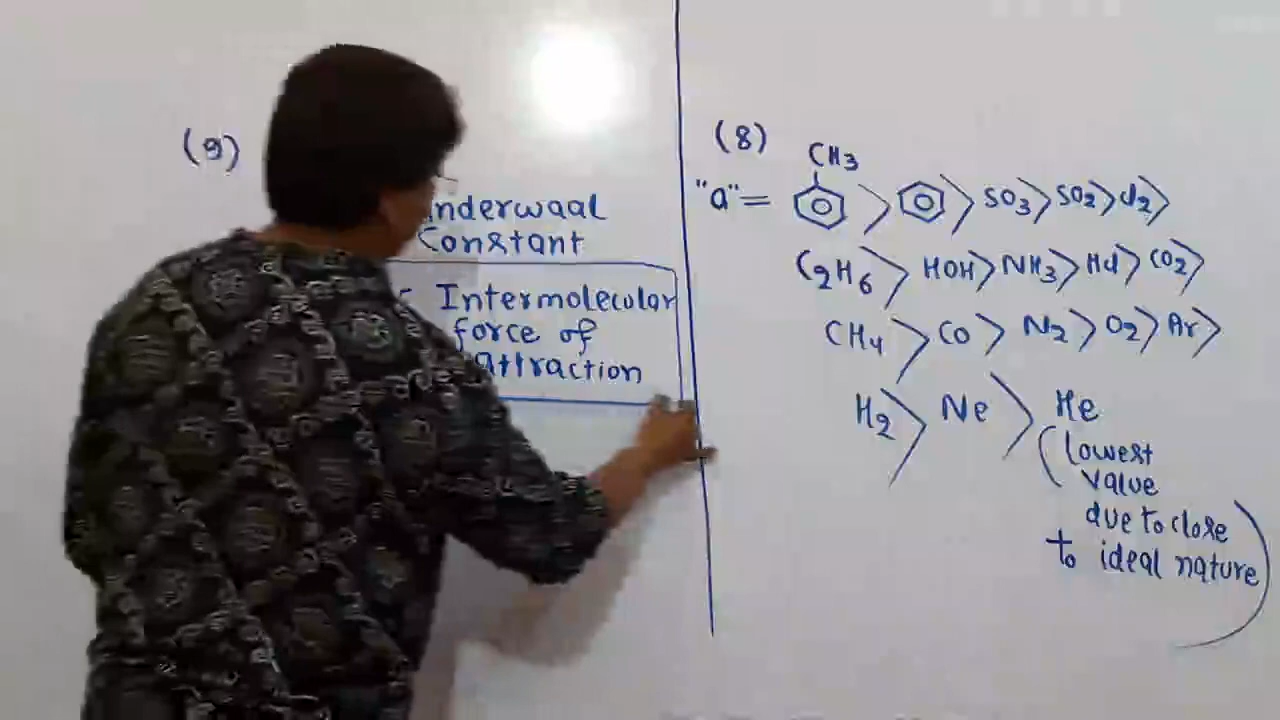 (9)
Constant
Intermolecular
force of
attraction
(8)
CH3
"a" = > > SO3 > SO2 > Cl2 >
C2H6 > HOH > NH3 > HCl > CO2 >
CH4 > CO > N2 > O2 > Ar >
H2 > Ne > He
(lowest
value
due to close
to ideal nature)